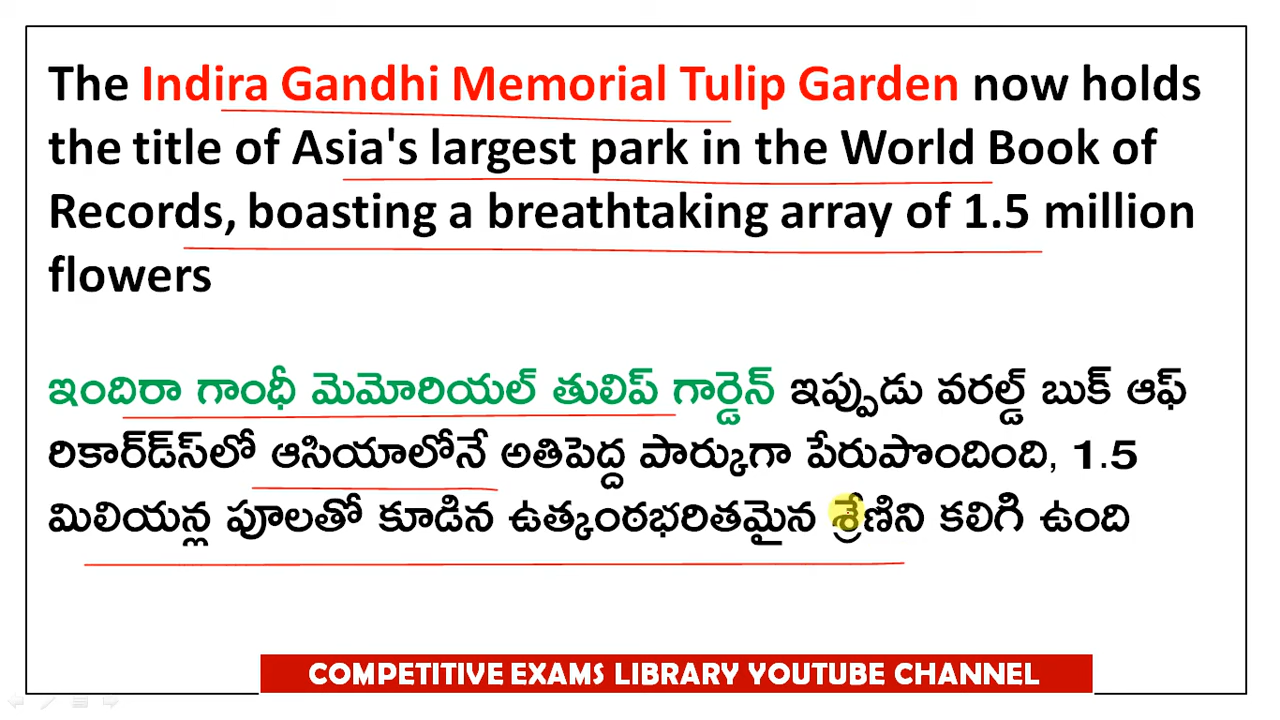 The Indira Gandhi Memorial Tulip Garden now holds
the title of Asia's largest park in the World Book of
Records, boasting a breathtaking array of 1.5 million
flowers
ఇందిరా గాంధీ మెమోరియల్ తులిప్ గార్డెన్ ఇప్పుడు వరల్డ్ బుక్ ఆఫ్
రికార్డ్స్‌లో ఆసియాలోనే అతిపెద్ద పార్కుగా పేరుపొందింది, 1.5
మిలియన్ల పూలతో కూడిన ఉత్కంఠభరితమైన శ్రేణిని కలిగి ఉంది
COMPETITIVE EXAMS LIBRARY YOUTUBE CHANNEL